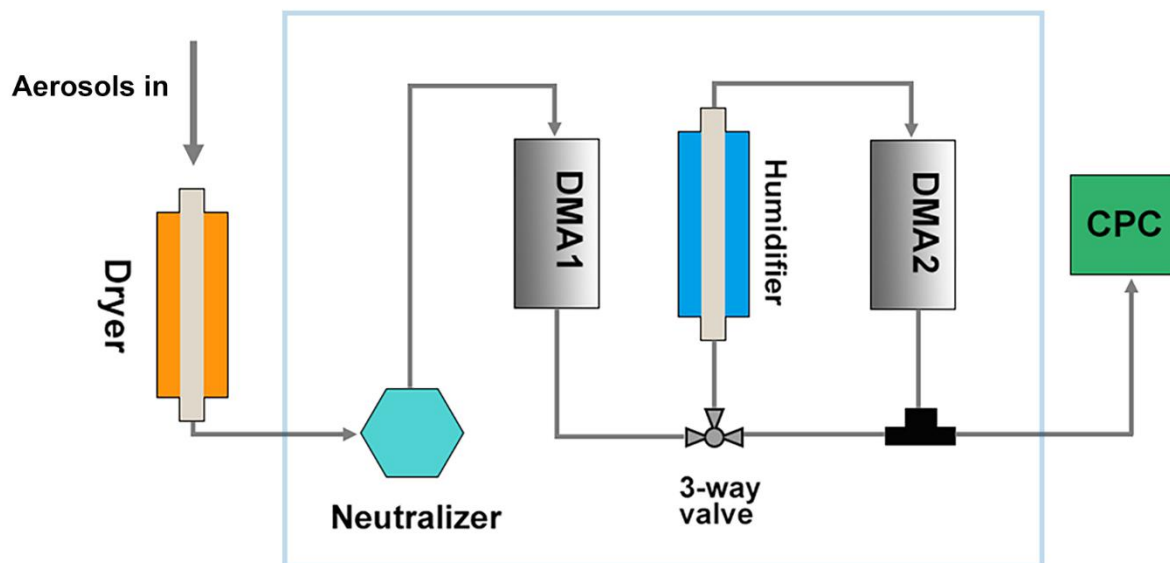 Aerosols in
Dryer
Neutralizer
DMA1
Humidifier
DMA2
3-way
valve
CPC